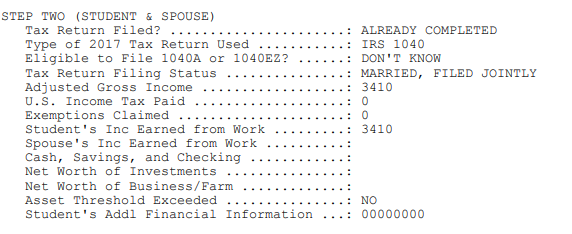 STEP TWO (STUDENT & SPOUSE)
Tax Return Filed? ......................: ALREADY COMPLETED
Type of 2017 Tax Return Used ...........: IRS 1040
Eligible to File 1040A or 1040EZ? ......: DON'T KNOW
Tax Return Filing Status ...............: MARRIED, FILED JOINTLY
Adjusted Gross Income ..................: 3410
U.S. Income Tax Paid ...................: 0
Exemptions Claimed .....................: 0
Student's Inc Earned from Work .........: 3410
Spouse's Inc Earned from Work ..........:
Cash, Savings, and Checking ............:
Net Worth of Investments ...............:
Net Worth of Business/Farm .............:
Asset Threshold Exceeded ...............: NO
Student's Addl Financial Information ...: 00000000